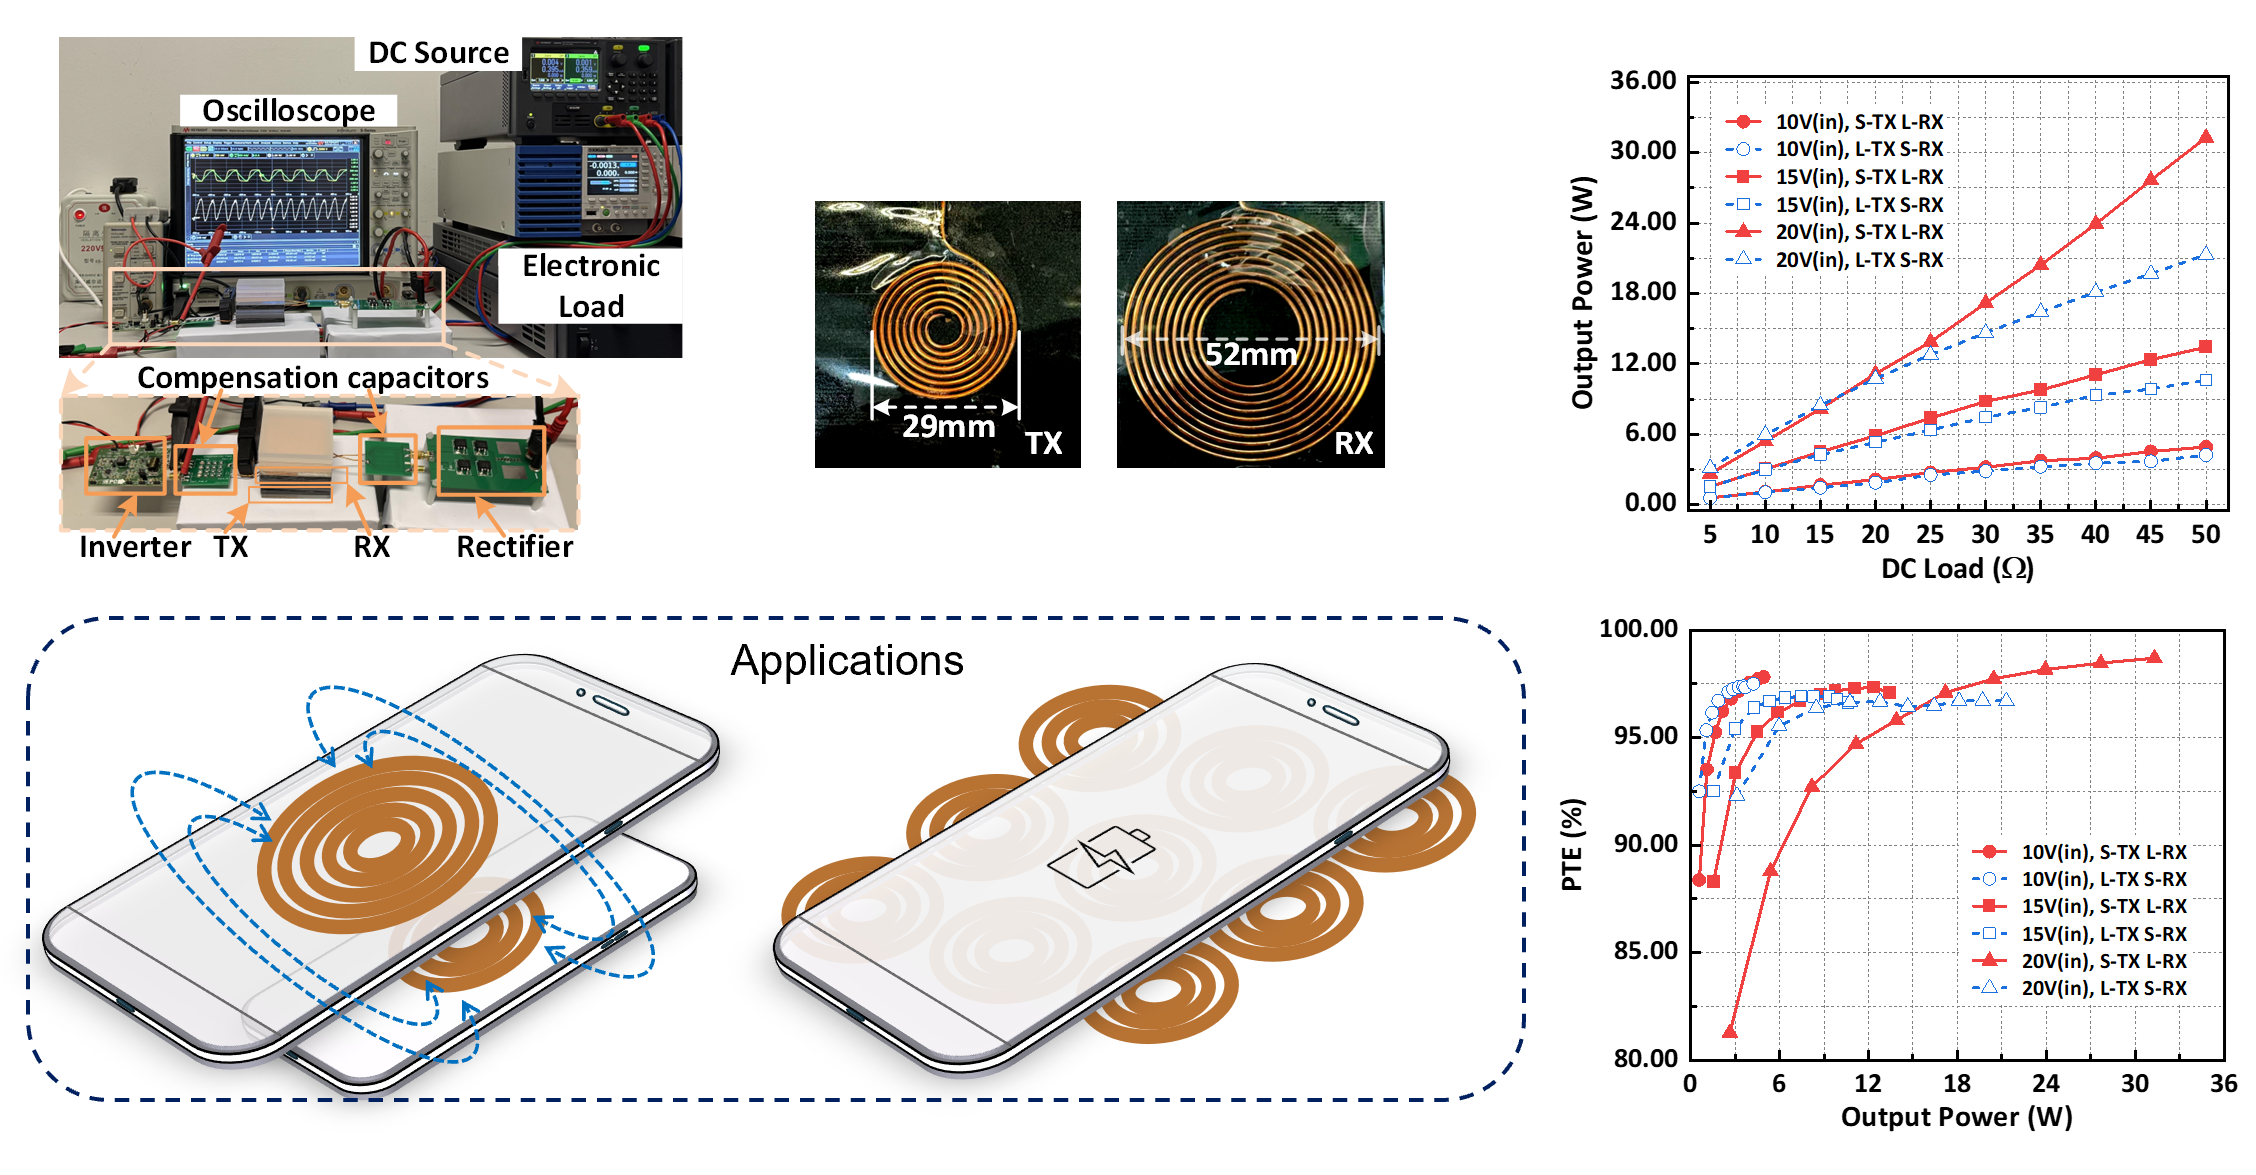 DC Source
Oscilloscope
Electronic
Load
220V
Compensation capacitors
Inverter
TX
RX
Rectifier
29mm
TX
52mm
RX
36.00
30.00
24.00
18.00
12.00
6.00
0.00
Output Power (W)
10V(in), S-TX L-RX
10V(in), L-TX S-RX
15V(in), S-TX L-RX
15V(in), L-TX S-RX
20V(in), S-TX L-RX
20V(in), L-TX S-RX
5 10 15 20 25 30 35 40 45 50
DC Load (Ω)
Applications
100.00
95.00
90.00
85.00
80.00
PTE (%)
10V(in), S-TX L-RX
10V(in), L-TX S-RX
15V(in), S-TX L-RX
15V(in), L-TX S-RX
20V(in), S-TX L-RX
20V(in), L-TX S-RX
0 6 12 18 24 30 36
Output Power (W)